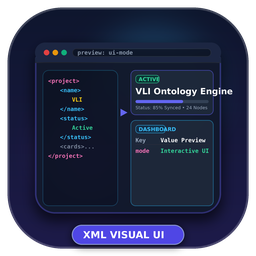 preview: ui-mode
<project>
<name>
VLI
</name>
<status>
Active
</status>
<cards>...
</project>
ACTIVE
VLI Ontology Engine
Status: 85% Synced • 24 Nodes
DASHBOARD
Key Value Preview
mode Interactive UI
XML VISUAL UI